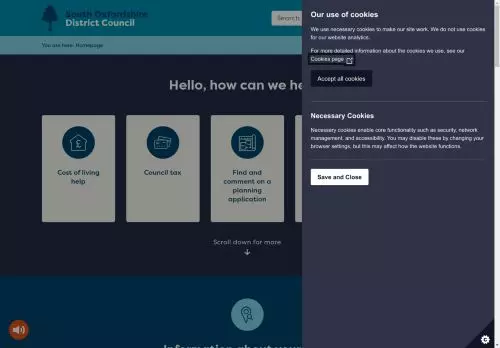 South Oxfordshire
District Council
Search
You are here: Homepage
Hello, how can we he
Cost of living
help
Council tax
Find and
comment on a
planning
application
Scroll down for more
Our use of cookies
We use necessary cookies to make our site work. We do not use cookies
for our website analytics.
For more detailed information about the cookies we use, see our
Cookies page
Accept all cookies
Necessary Cookies
Necessary cookies enable core functionality such as security, network
management, and accessibility. You may disable these by changing your
browser settings, but this may affect how the website functions.
Save and Close
Information about your